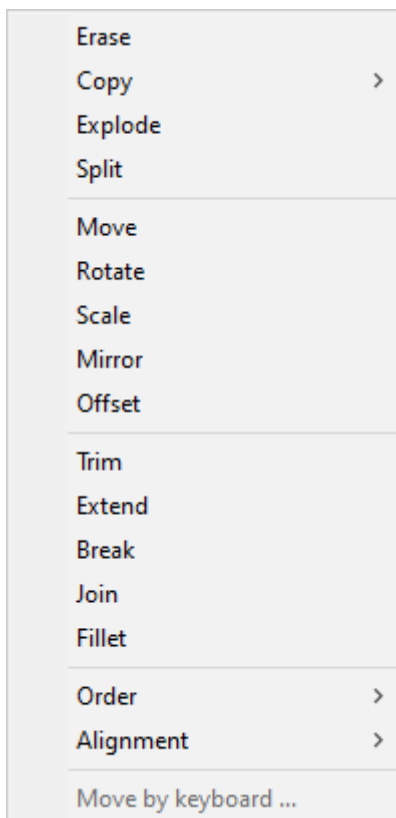 Erase
Copy
Explode
Split
Move
Rotate
Scale
Mirror
Offset
Trim
Extend
Break
Join
Fillet
Order
Alignment
Move by keyboard ...